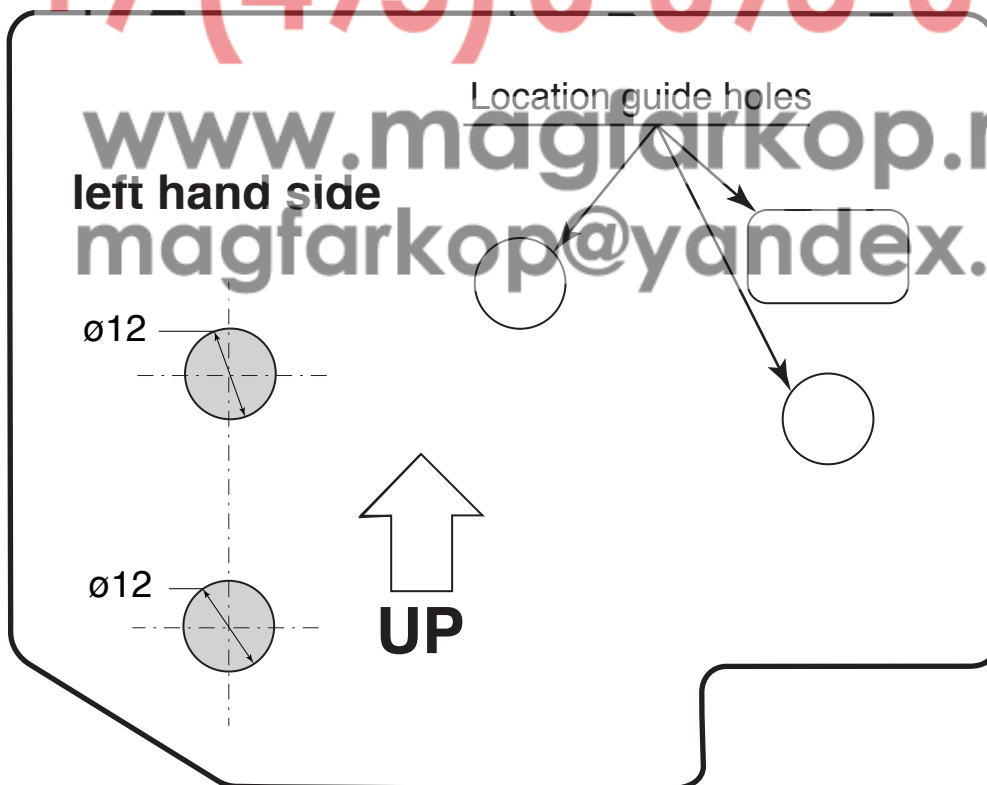 Location guide holes
www.magfarkop.
left hand side
magfarkop@yandex.
ø12
ø12
UP